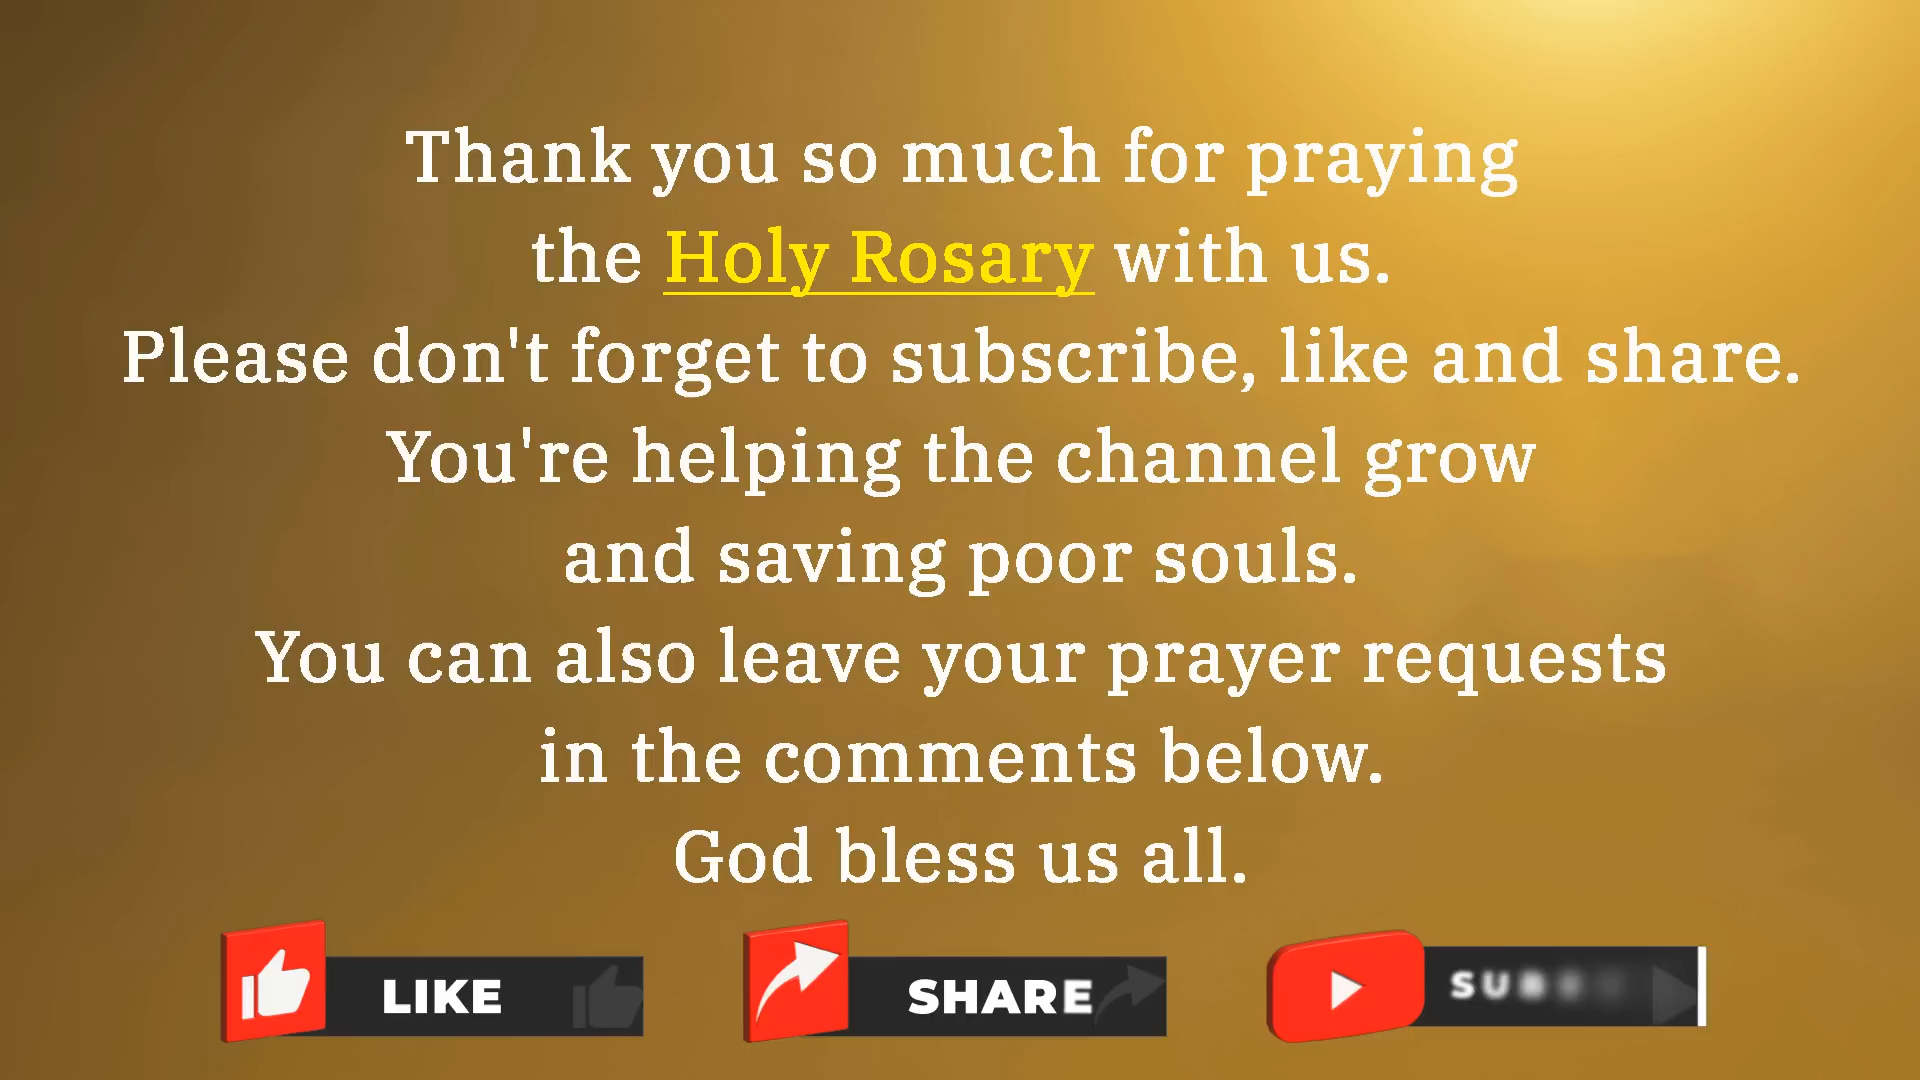 Thank you so much for praying
the Holy Rosary with us.
Please don't forget to subscribe, like and share.
You're helping the channel grow
and saving poor souls.
You can also leave your prayer requests
in the comments below.
God bless us all.
LIKE
SHARE